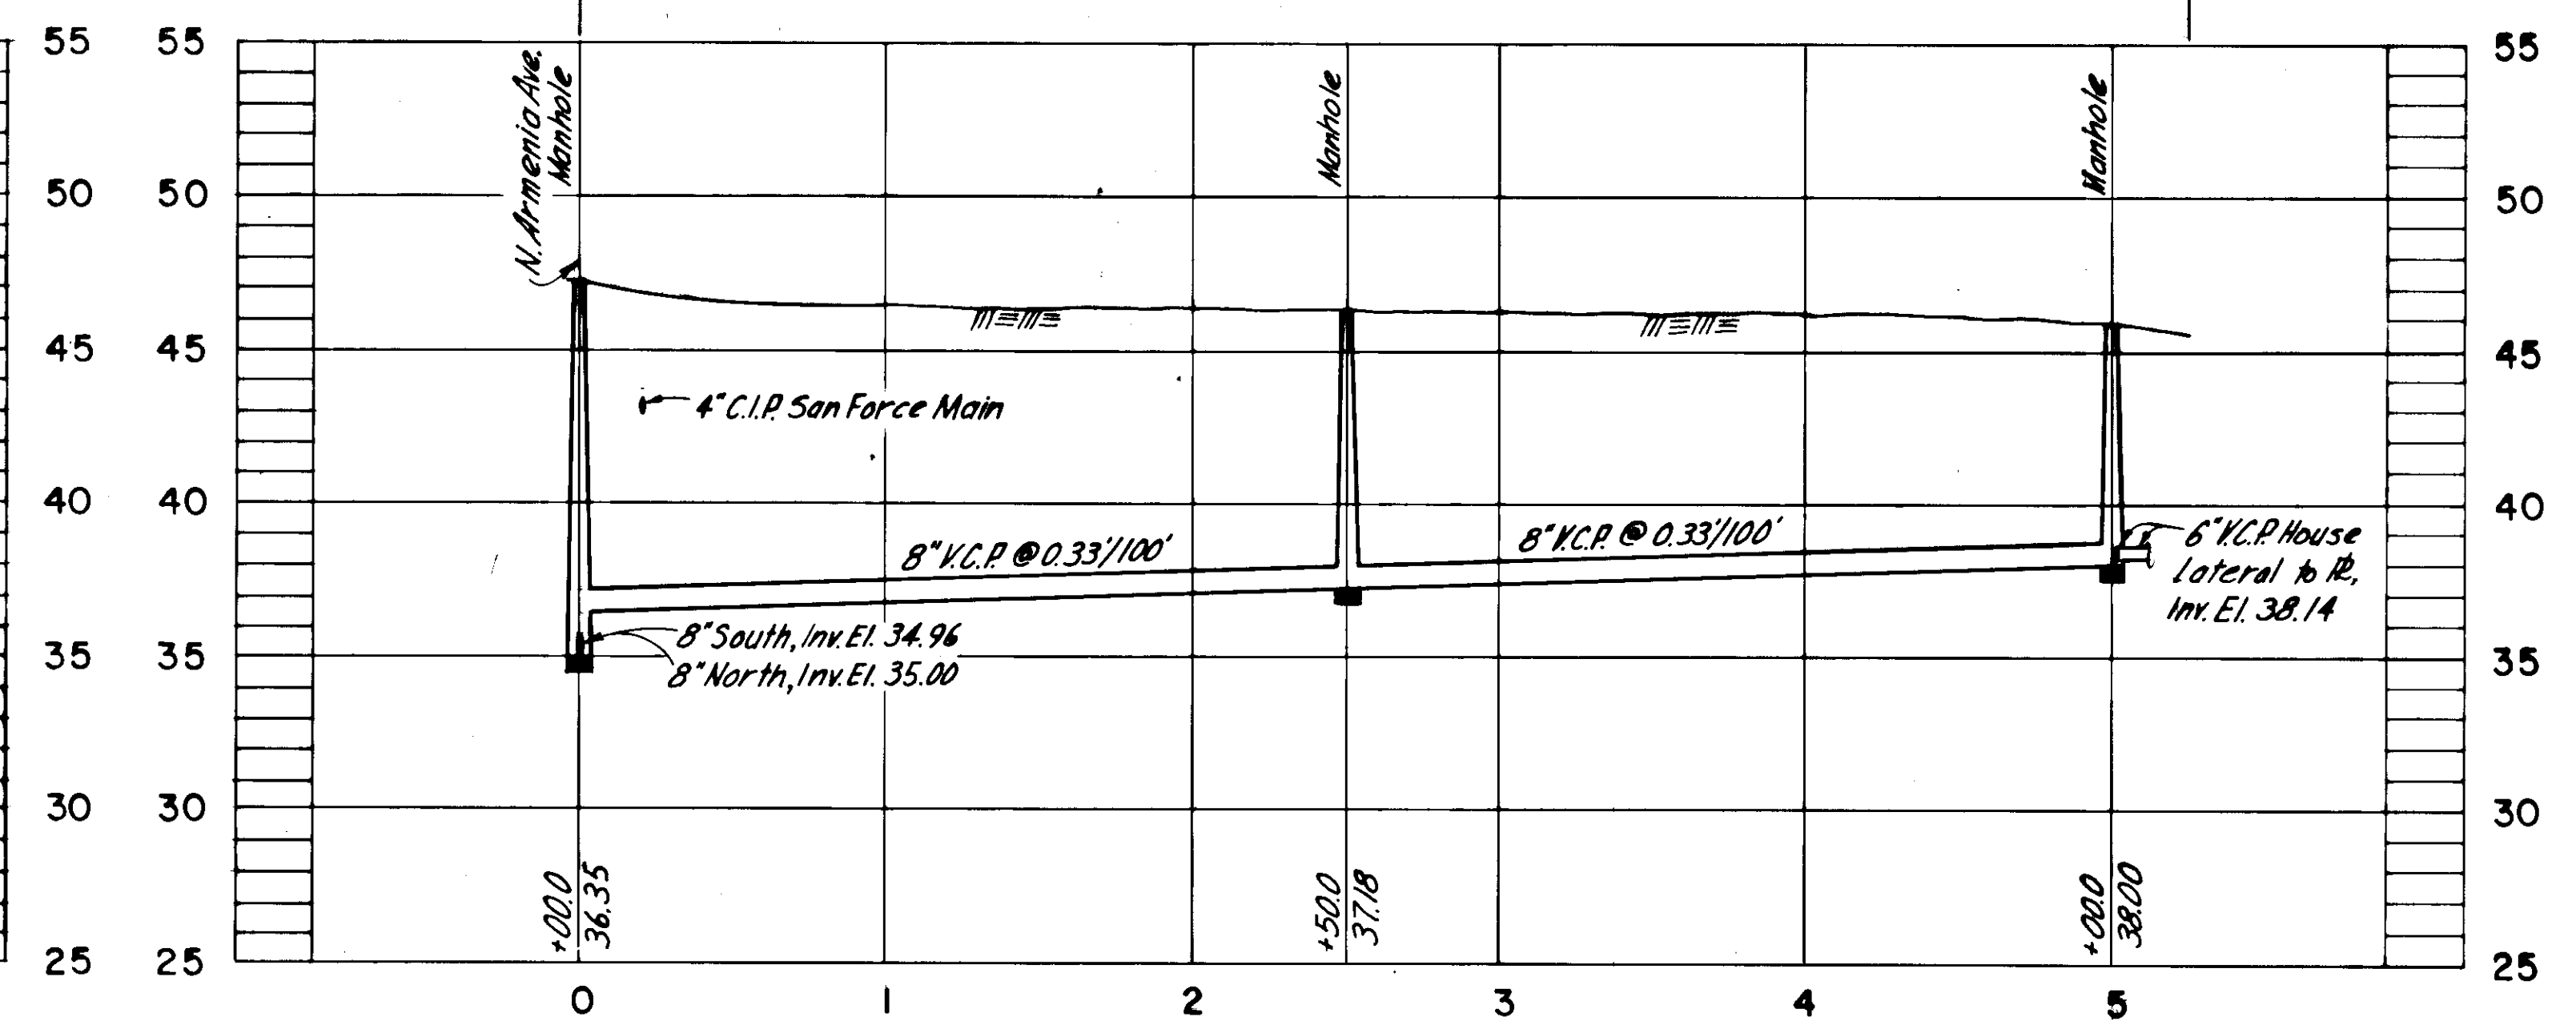 55 55 55
N. Armenia Ave.
Manhole
Manhole
Manhole
50 50 50
45 45 45
4" C.I.P. San Force Main
40 40 40
8" V.C.P. @ 0.33'/100'
8" V.C.P. @ 0.33'/100'
6" V.C.P. House
Lateral to ℙL,
Inv. El. 38.14
8" South, Inv. El. 34.96
8" North, Inv. El. 35.00
35 35 35
30 30 30
+00.0
36.35
+50.0
37.18
+00.0
38.00
25 25 25
0 1 2 3 4 5